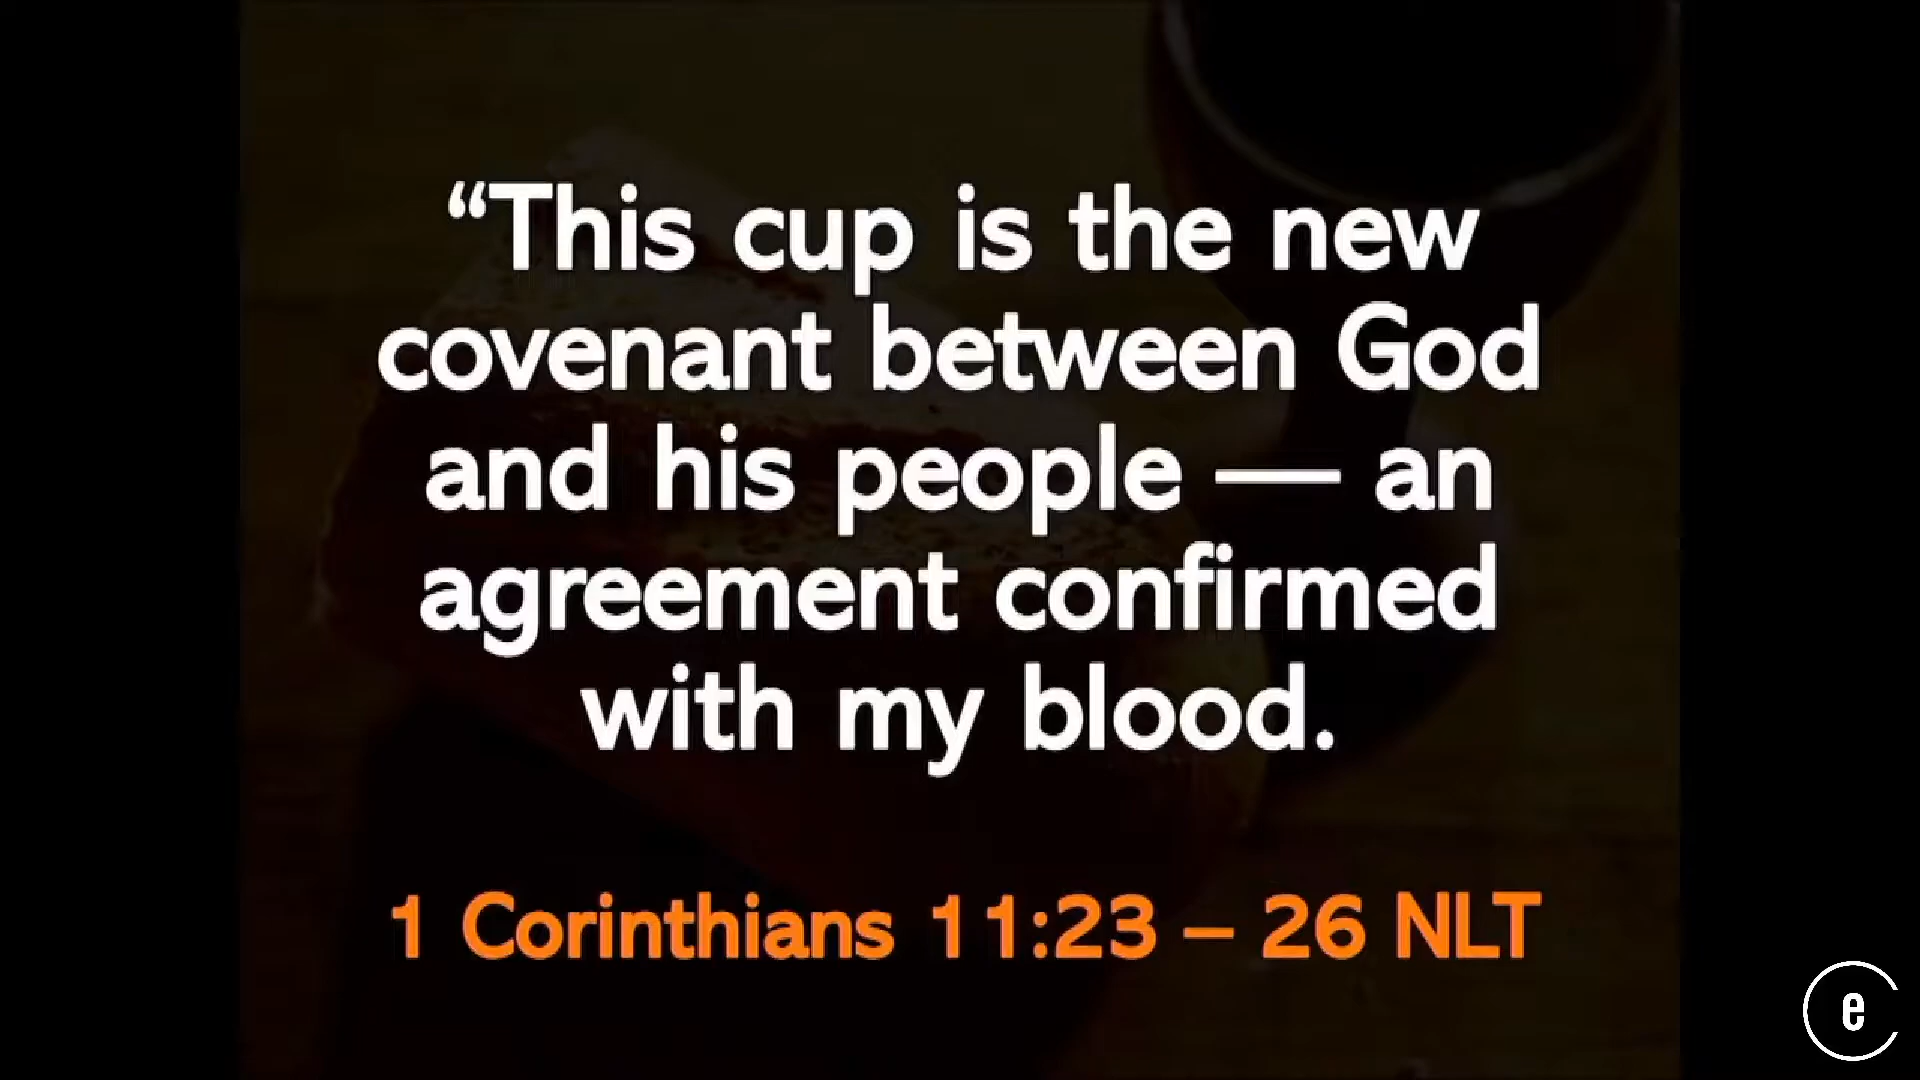 “This cup is the new
covenant between God
and his people — an
agreement confirmed
with my blood.
1 Corinthians 11:23 – 26 NLT
e